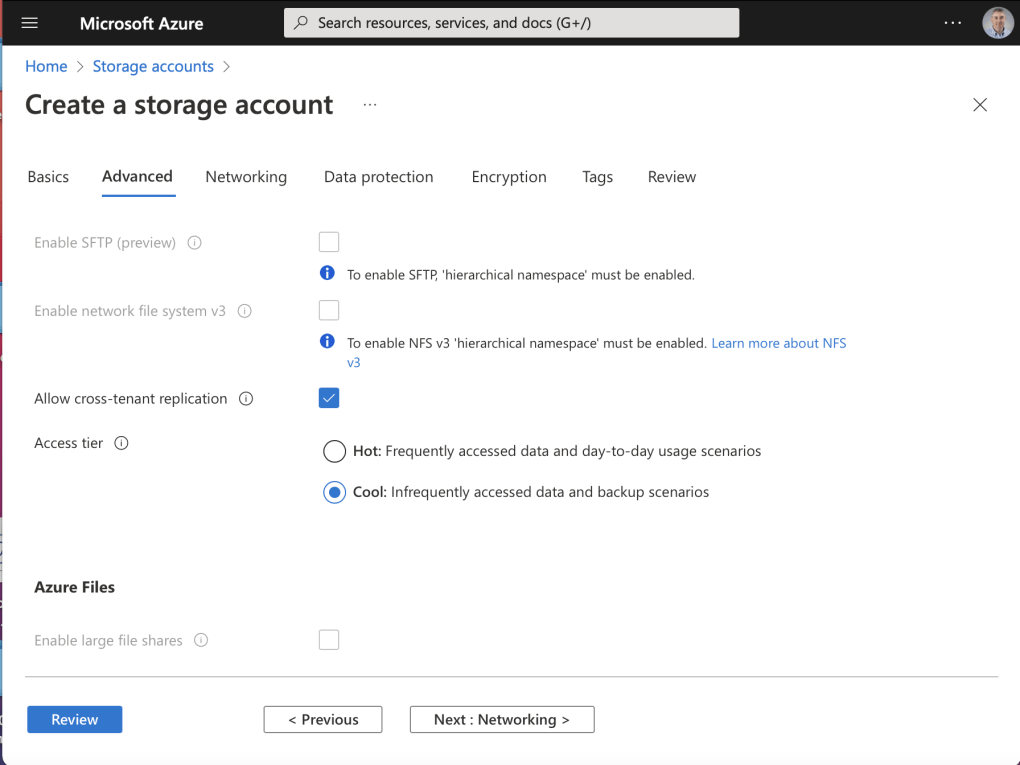 Microsoft Azure
Search resources, services, and docs (G+/)
Home > Storage accounts >
Create a storage account ...
Basics Advanced Networking Data protection Encryption Tags Review
Enable SFTP (preview)
To enable SFTP, 'hierarchical namespace' must be enabled.
Enable network file system v3
To enable NFS v3 'hierarchical namespace' must be enabled. Learn more about NFS
v3
Allow cross-tenant replication
Access tier
Hot: Frequently accessed data and day-to-day usage scenarios
Cool: Infrequently accessed data and backup scenarios
Azure Files
Enable large file shares
Review < Previous Next : Networking >